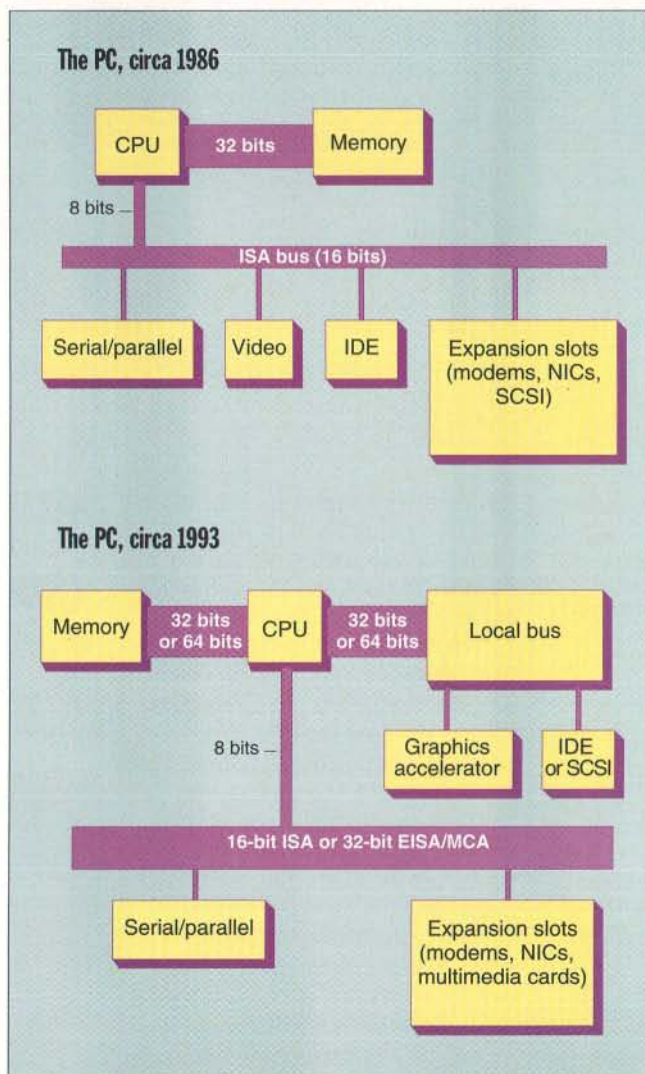 The PC, circa 1986
CPU
32 bits
Memory
8 bits
ISA bus (16 bits)
Serial/parallel
Video
IDE
Expansion slots
(modems, NICs,
SCSI)
The PC, circa 1993
Memory
32 bits
or 64 bits
CPU
32 bits
or 64 bits
Local bus
8 bits
Graphics
accelerator
IDE
or SCSI
16-bit ISA or 32-bit EISA/MCA
Serial/parallel
Expansion slots
(modems, NICs,
multimedia cards)